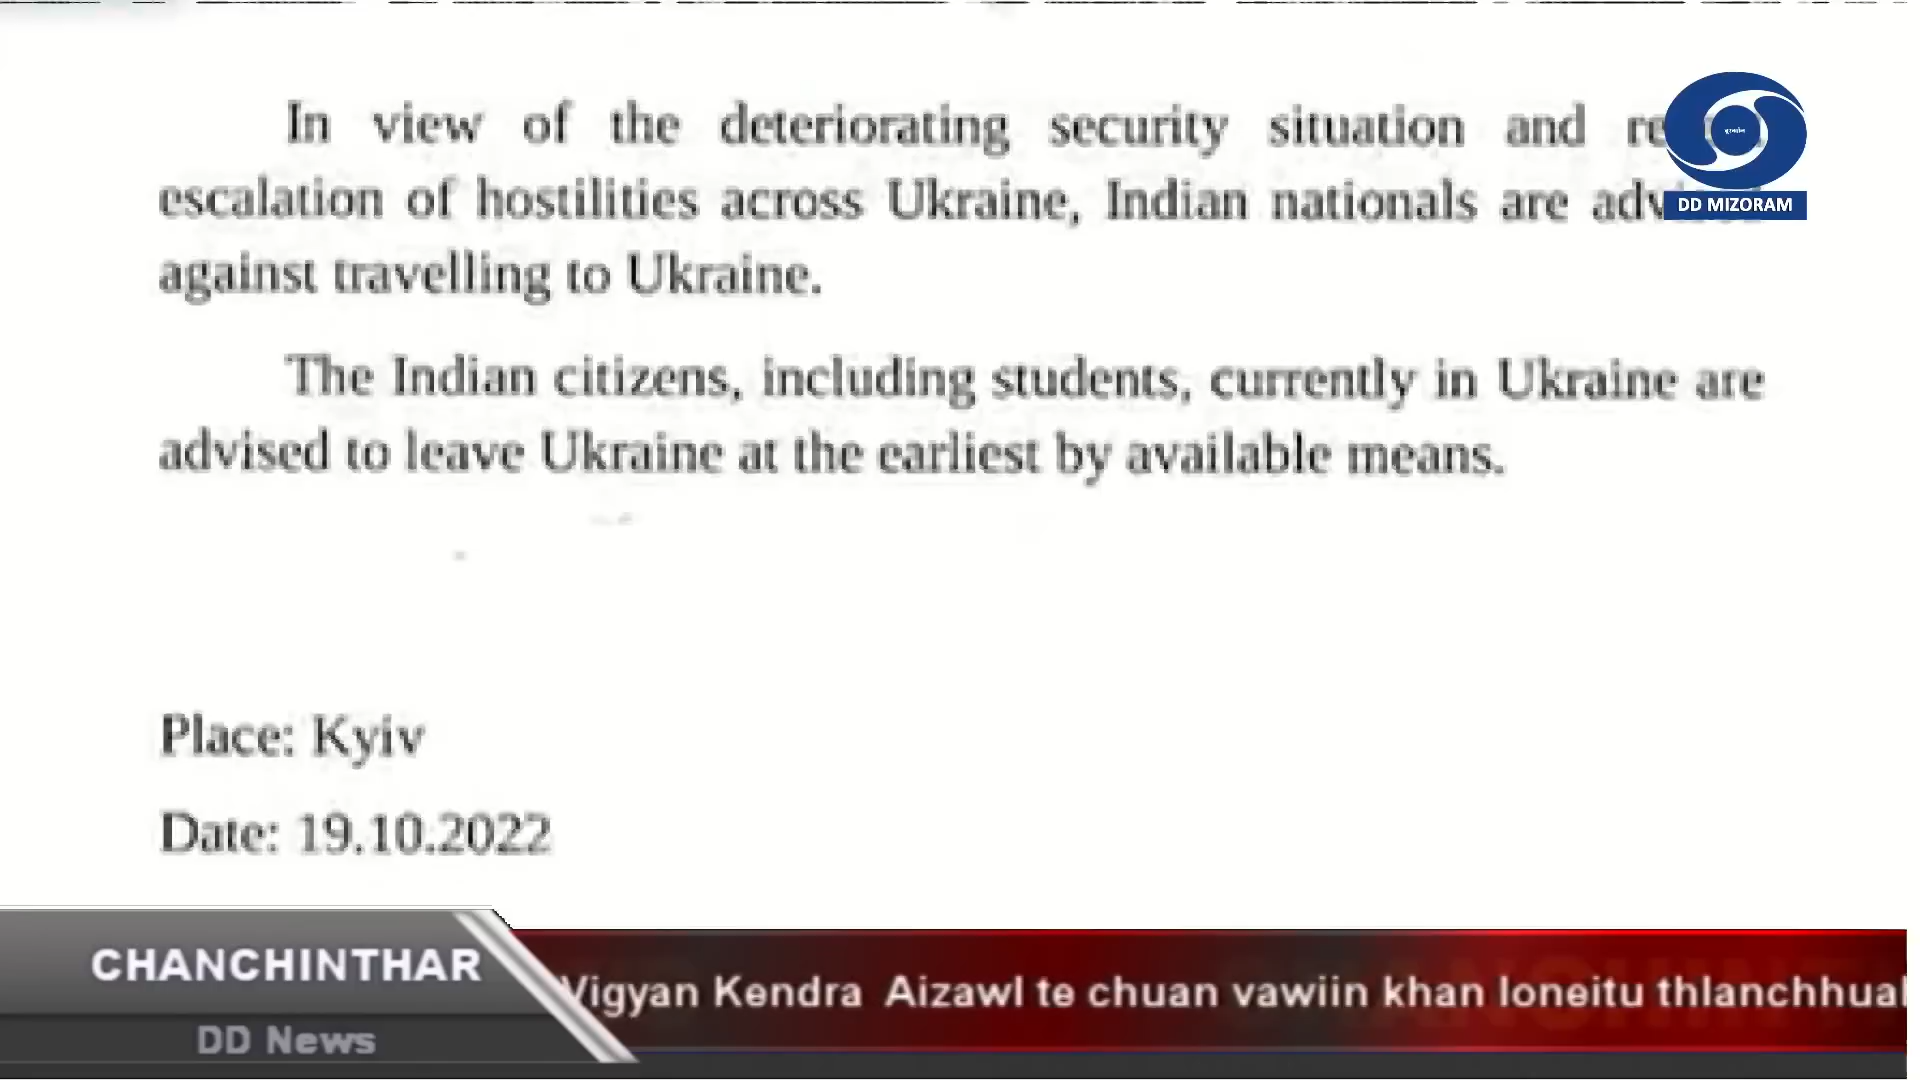 In view of the deteriorating security situation and
escalation of hostilities across Ukraine, Indian nationals are
against travelling to Ukraine.
The Indian citizens, including students, currently in Ukraine are
advised to leave Ukraine at the earliest by available means.
Place: Kyiv
Date: 19.10.2022
DD MIZORAM
CHANCHINTHAR
DD News
Vigyan Kendra Aizawl te chuan vawiin khan loneitu